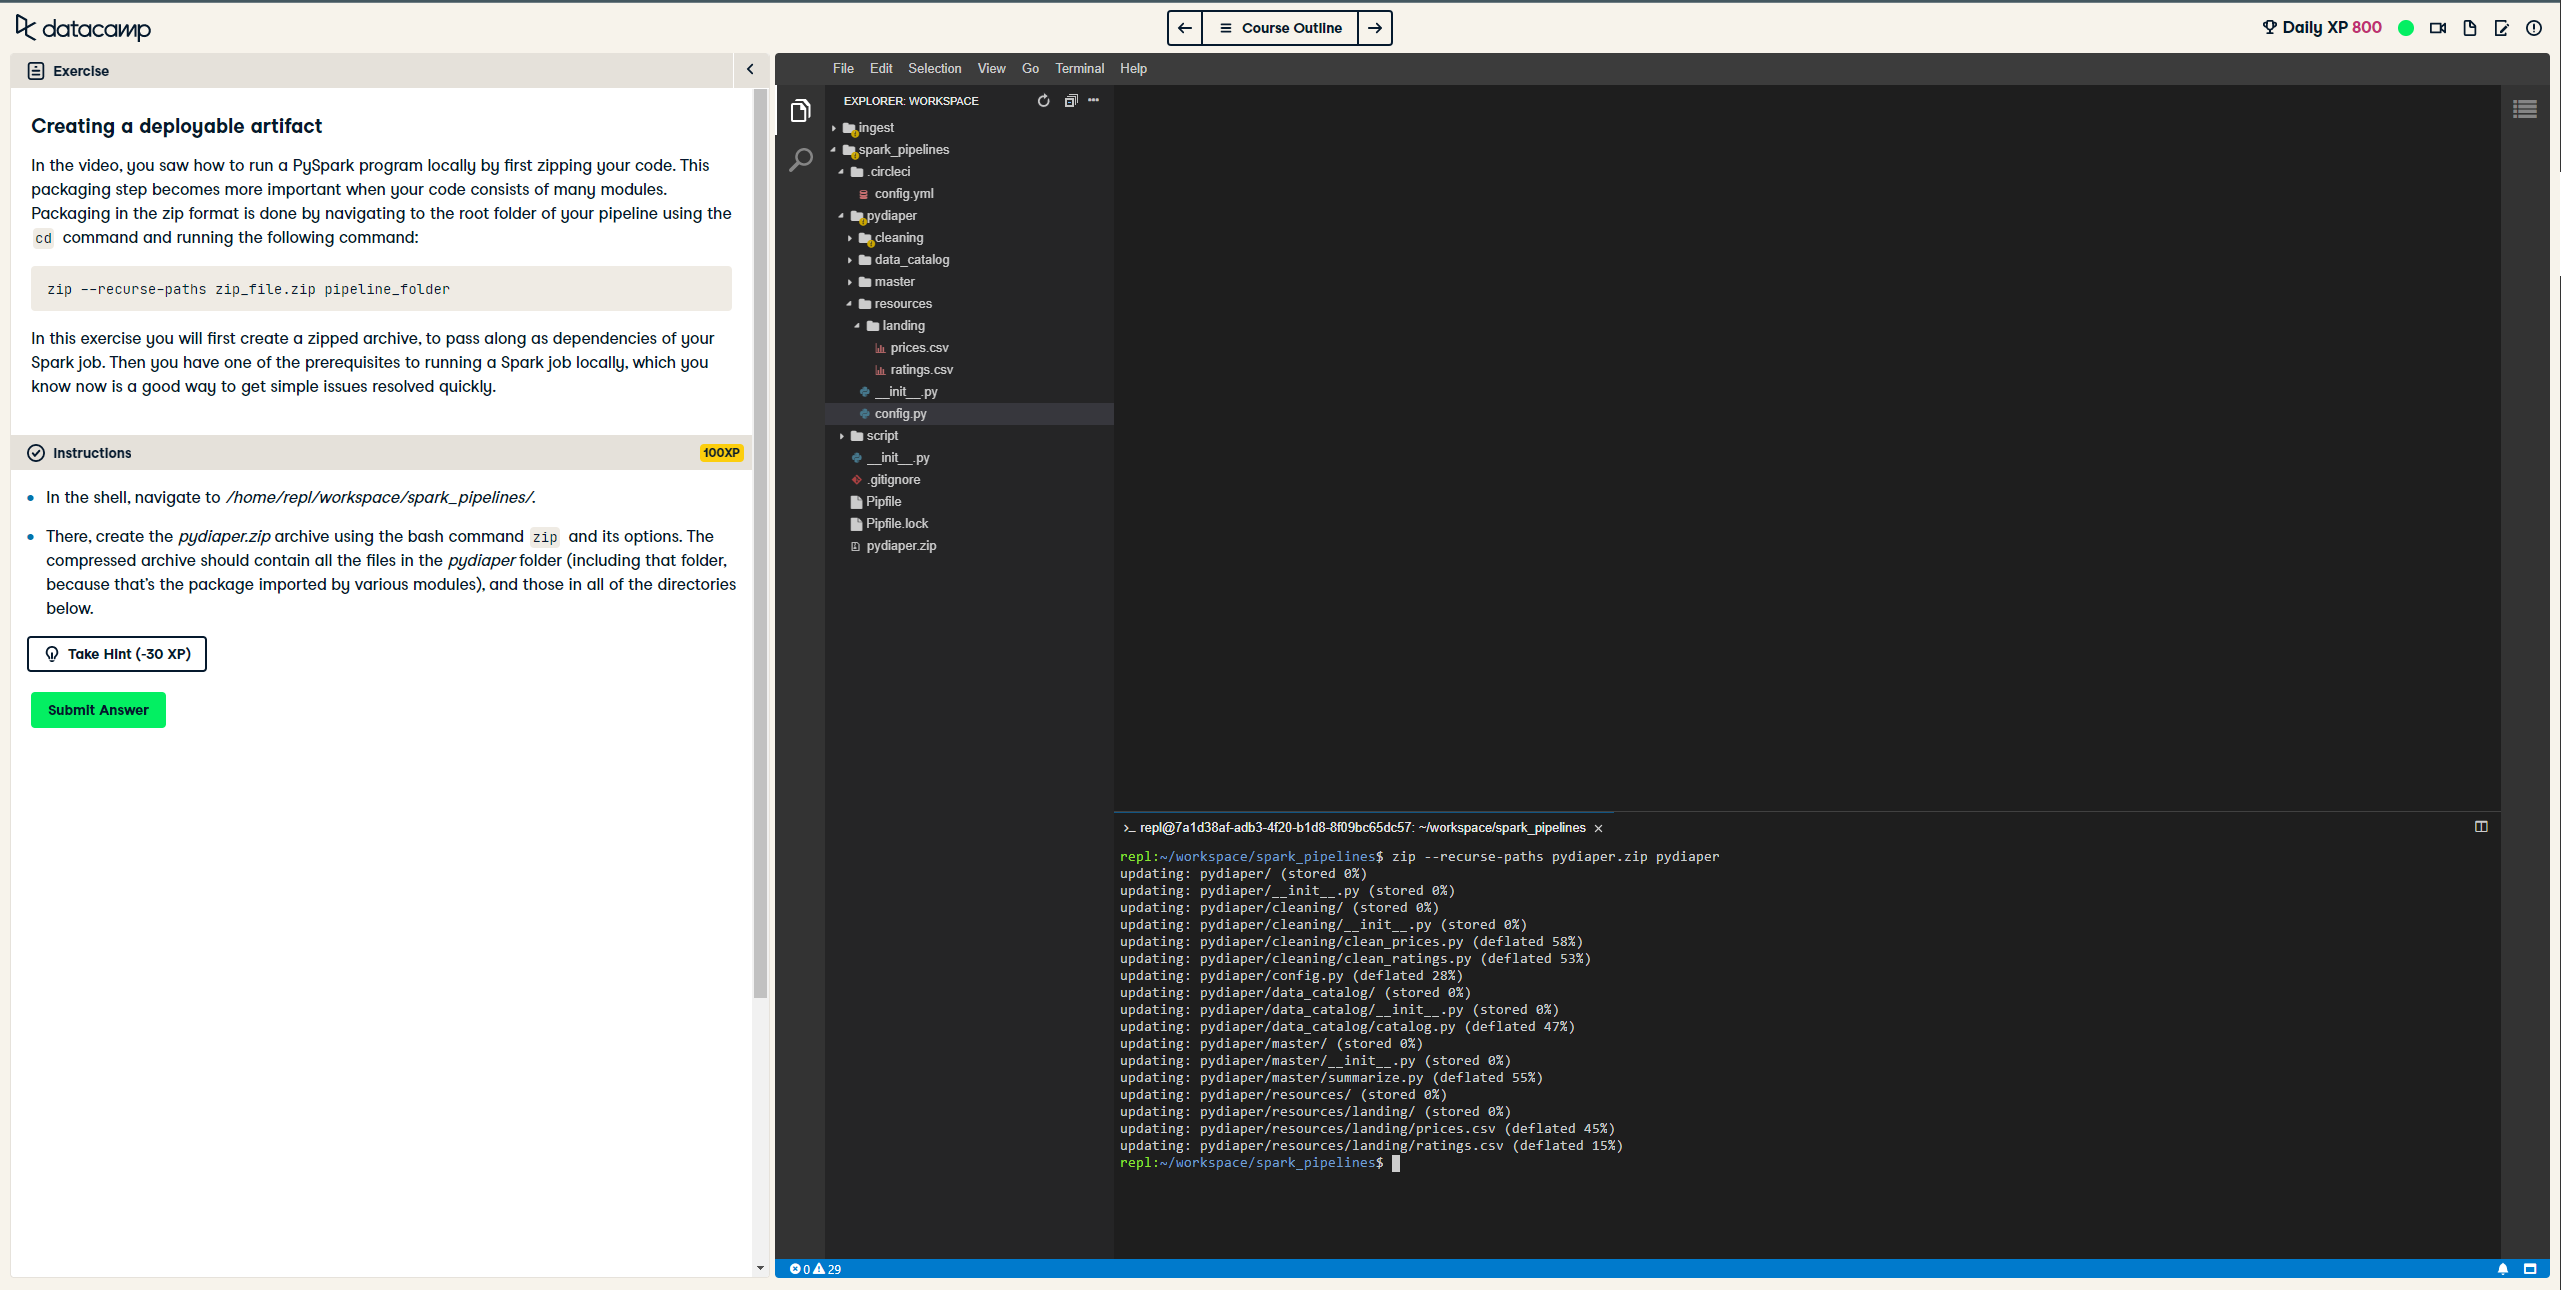 datacamp
Course Outline
Daily XP 800
Exercise
Creating a deployable artifact
In the video, you saw how to run a PySpark program locally by first zipping your code. This
packaging step becomes more important when your code consists of many modules.
Packaging in the zip format is done by navigating to the root folder of your pipeline using the
cd command and running the following command:
zip --recurse-paths zip_file.zip pipeline_folder
In this exercise you will first create a zipped archive, to pass along as dependencies of your
Spark job. Then you have one of the prerequisites to running a Spark job locally, which you
know now is a good way to get simple issues resolved quickly.
Instructions
100XP
In the shell, navigate to /home/repl/workspace/spark_pipelines/.
There, create the pydiaper.zip archive using the bash command zip and its options. The
compressed archive should contain all the files in the pydiaper folder (including that folder,
because that's the package imported by various modules), and those in all of the directories
below.
Take Hint (-30 XP)
Submit Answer
File Edit Selection View Go Terminal Help
EXPLORER: WORKSPACE
ingest
spark_pipelines
.circleci
config.yml
pydiaper
cleaning
data_catalog
master
resources
landing
prices.csv
ratings.csv
__init__.py
config.py
script
__init__.py
.gitignore
Pipfile
Pipfile.lock
pydiaper.zip
>_ repl@7a1d38af-adb3-4f20-b1d8-8f09bc65dc57: ~/workspace/spark_pipelines ×
repl:~/workspace/spark_pipelines$ zip --recurse-paths pydiaper.zip pydiaper
updating: pydiaper/ (stored 0%)
updating: pydiaper/__init__.py (stored 0%)
updating: pydiaper/cleaning/ (stored 0%)
updating: pydiaper/cleaning/__init__.py (stored 0%)
updating: pydiaper/cleaning/clean_prices.py (deflated 58%)
updating: pydiaper/cleaning/clean_ratings.py (deflated 53%)
updating: pydiaper/config.py (deflated 28%)
updating: pydiaper/data_catalog/ (stored 0%)
updating: pydiaper/data_catalog/__init__.py (stored 0%)
updating: pydiaper/data_catalog/catalog.py (deflated 47%)
updating: pydiaper/master/ (stored 0%)
updating: pydiaper/master/__init__.py (stored 0%)
updating: pydiaper/master/summarize.py (deflated 55%)
updating: pydiaper/resources/ (stored 0%)
updating: pydiaper/resources/landing/ (stored 0%)
updating: pydiaper/resources/landing/prices.csv (deflated 45%)
updating: pydiaper/resources/landing/ratings.csv (deflated 15%)
repl:~/workspace/spark_pipelines$
0 29